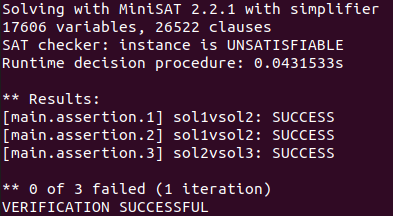 Solving with MiniSAT 2.2.1 with simplifier
17606 variables, 26522 clauses
SAT checker: instance is UNSATISFIABLE
Runtime decision procedure: 0.0431533s
** Results:
[main.assertion.1] sol1vsol2: SUCCESS
[main.assertion.2] sol1vsol2: SUCCESS
[main.assertion.3] sol2vsol3: SUCCESS
** 0 of 3 failed (1 iteration)
VERIFICATION SUCCESSFUL